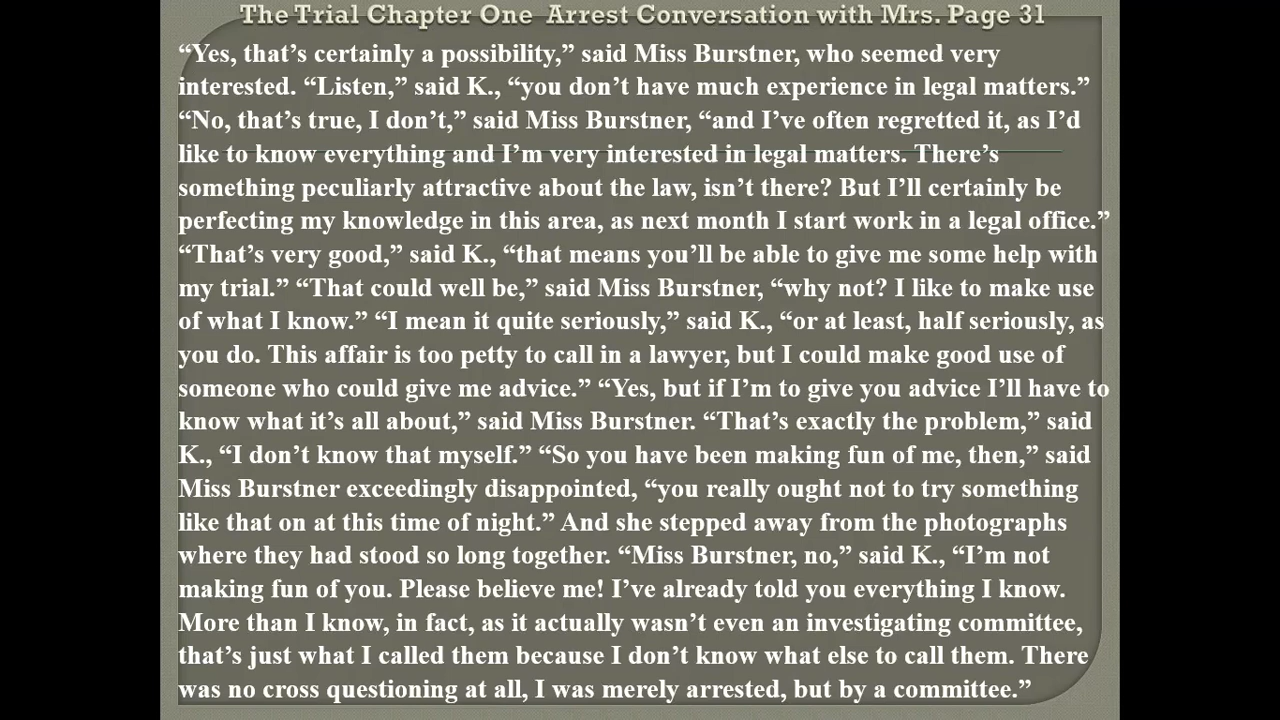 The Trial Chapter One  Arrest Conversation with Mrs. Page 31
“Yes, that’s certainly a possibility,” said Miss Burstner, who seemed very
interested. “Listen,” said K., “you don’t have much experience in legal matters.”
“No, that’s true, I don’t,” said Miss Burstner, “and I’ve often regretted it, as I’d
like to know everything and I’m very interested in legal matters. There’s
something peculiarly attractive about the law, isn’t there? But I’ll certainly be
perfecting my knowledge in this area, as next month I start work in a legal office.”
“That’s very good,” said K., “that means you’ll be able to give me some help with
my trial.” “That could well be,” said Miss Burstner, “why not? I like to make use
of what I know.” “I mean it quite seriously,” said K., “or at least, half seriously, as
you do. This affair is too petty to call in a lawyer, but I could make good use of
someone who could give me advice.” “Yes, but if I’m to give you advice I’ll have to
know what it’s all about,” said Miss Burstner. “That’s exactly the problem,” said
K., “I don’t know that myself.” “So you have been making fun of me, then,” said
Miss Burstner exceedingly disappointed, “you really ought not to try something
like that on at this time of night.” And she stepped away from the photographs
where they had stood so long together. “Miss Burstner, no,” said K., “I’m not
making fun of you. Please believe me! I’ve already told you everything I know.
More than I know, in fact, as it actually wasn’t even an investigating committee,
that’s just what I called them because I don’t know what else to call them. There
was no cross questioning at all, I was merely arrested, but by a committee.”